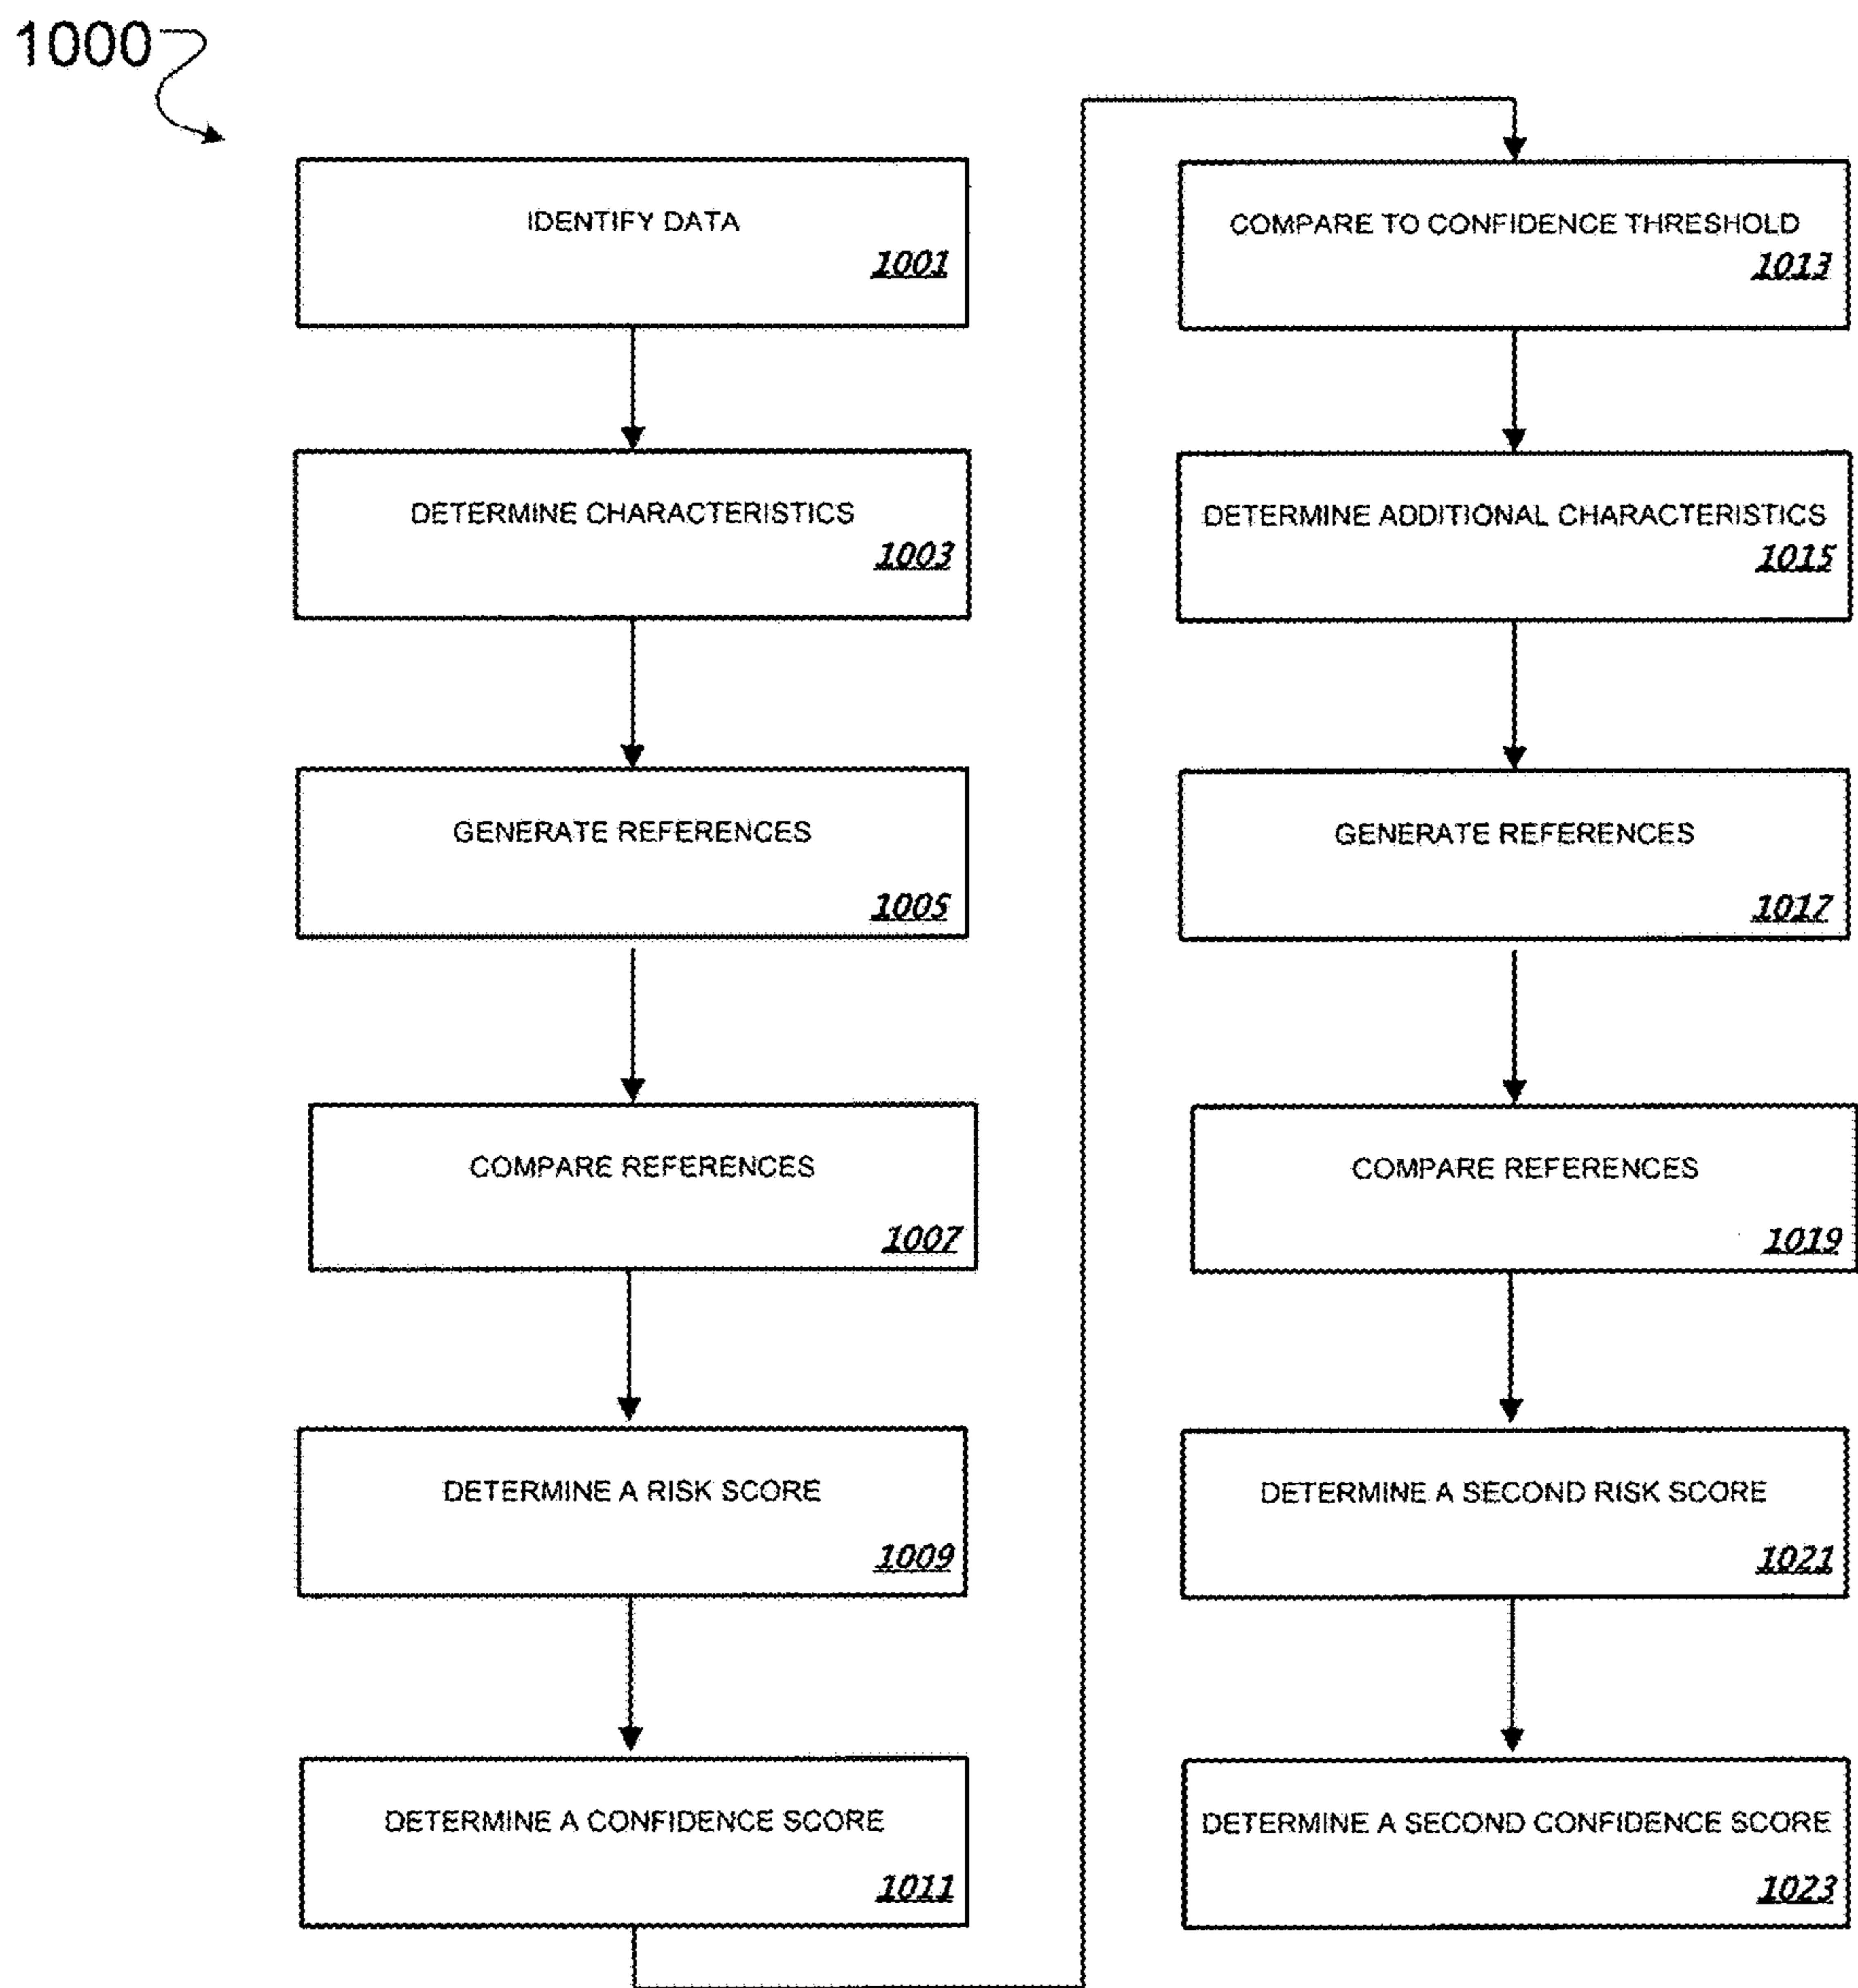 1000
IDENTIFY DATA
1001
DETERMINE CHARACTERISTICS
1003
GENERATE REFERENCES
1005
COMPARE REFERENCES
1007
DETERMINE A RISK SCORE
1009
DETERMINE A CONFIDENCE SCORE
1011
COMPARE TO CONFIDENCE THRESHOLD
1013
DETERMINE ADDITIONAL CHARACTERISTICS
1015
GENERATE REFERENCES
1017
COMPARE REFERENCES
1019
DETERMINE A SECOND RISK SCORE
1021
DETERMINE A SECOND CONFIDENCE SCORE
1023